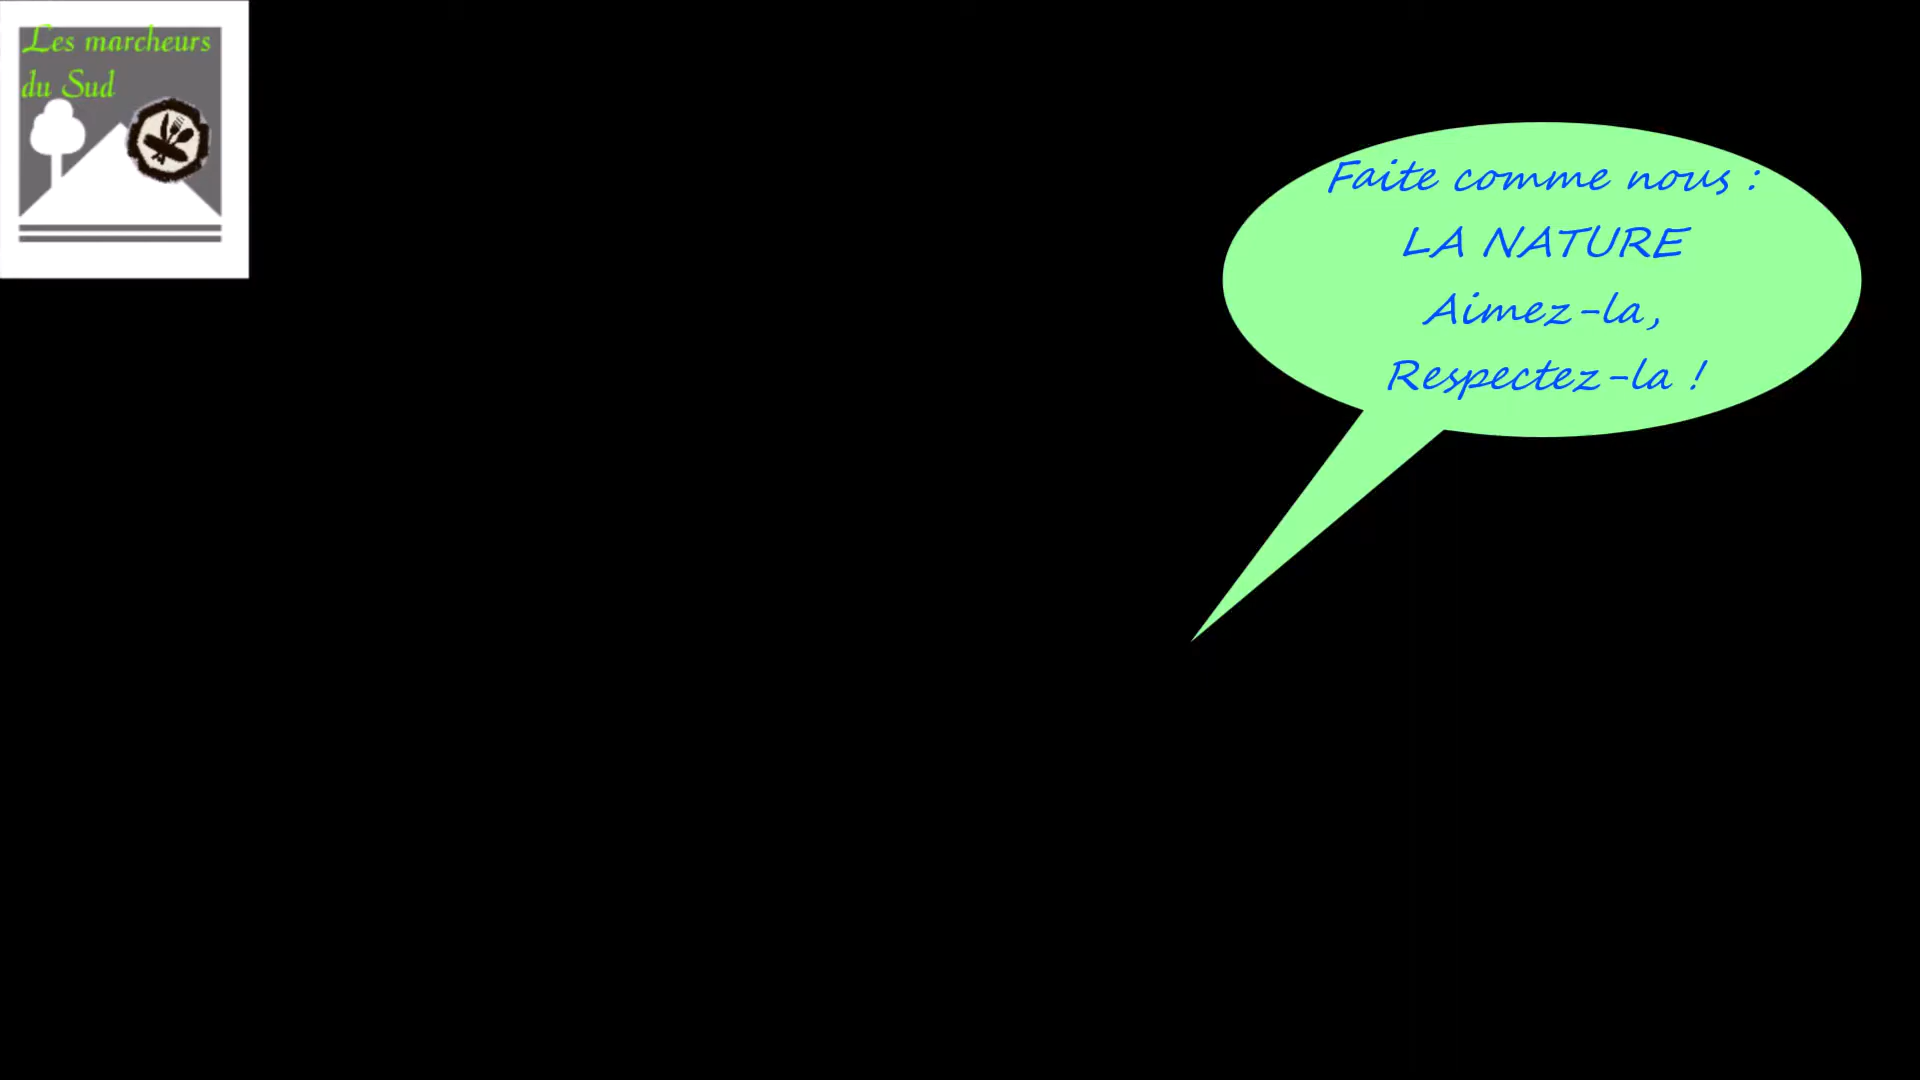 Les marcheurs
du Sud
Faite comme nous :
LA NATURE
Aimez-la,
Respectez-la !